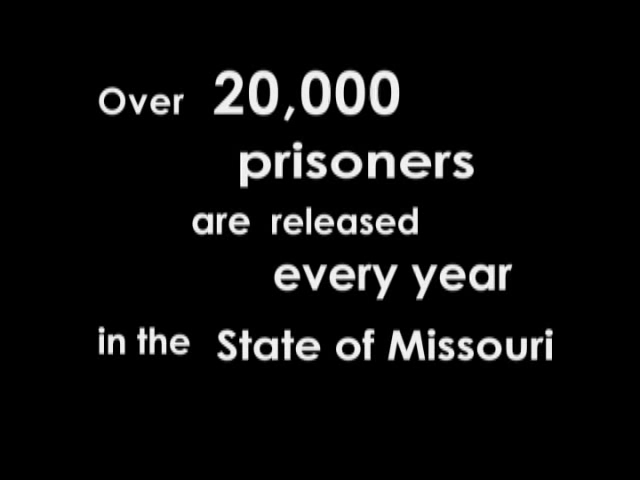 Over 20,000
prisoners
are released
every year
in the State of Missouri